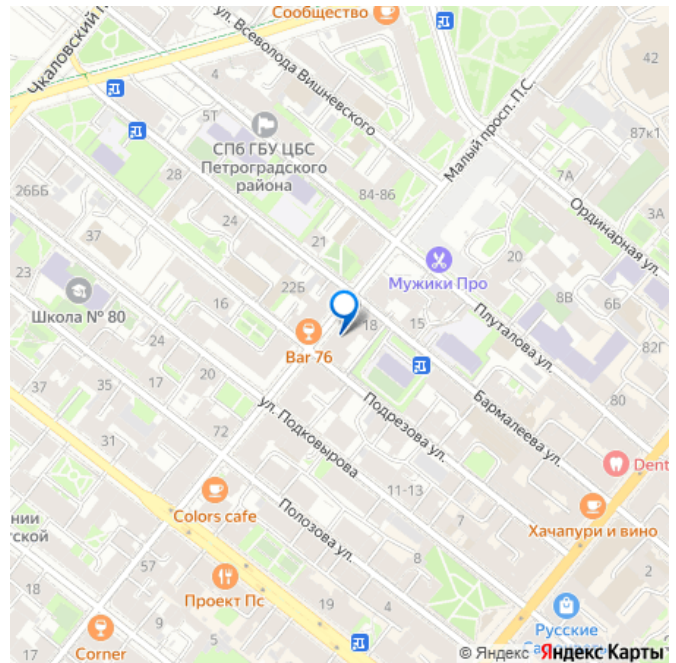 Сообщество
Чкаловский п
ул. Всеволода Вишневского
42
4
5Т
СПб ГБУ ЦБС
Петроградского
района
Малый просп. П.С.
87к1
28
84-86
7А
Ординарная ул.
3А
26ББ
24
37
21
20
Мужики Про
23
Школа № 80
16
22Б
18
15
8В
6Б
Плуталова ул.
Bar 76
82Г
25
24
17
20
37
35
ул. Подковырова
Подрезова ул.
Бармалеева ул.
80
31
72
Dent
11-13
Colors cafe
Полозова ул.
7
Хачапури и вино
нии
тской
57
8
18
2
Проект Пс
19
4
Русские
17
Corner
© Яндекс Яндекс Карты